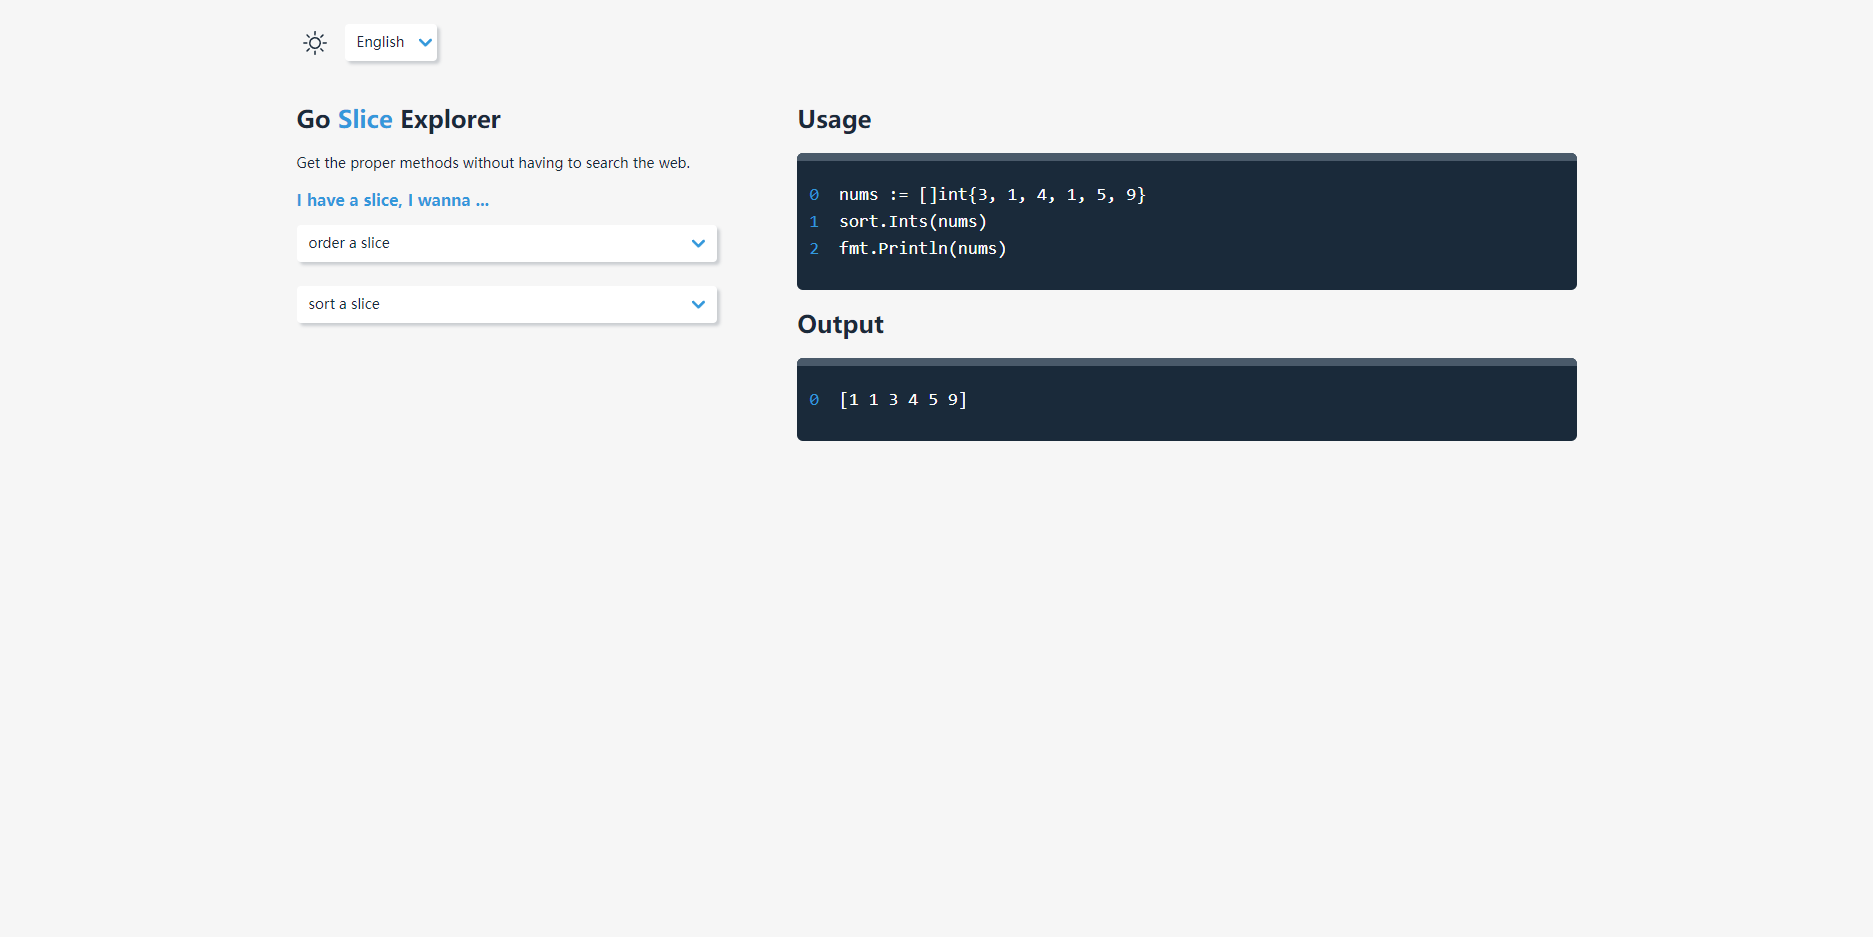 English
Go Slice Explorer
Get the proper methods without having to search the web.
I have a slice, I wanna ...
order a slice
sort a slice
Usage
0 nums := []int{3, 1, 4, 1, 5, 9}
1 sort.Ints(nums)
2 fmt.Println(nums)
Output
0 [1 1 3 4 5 9]